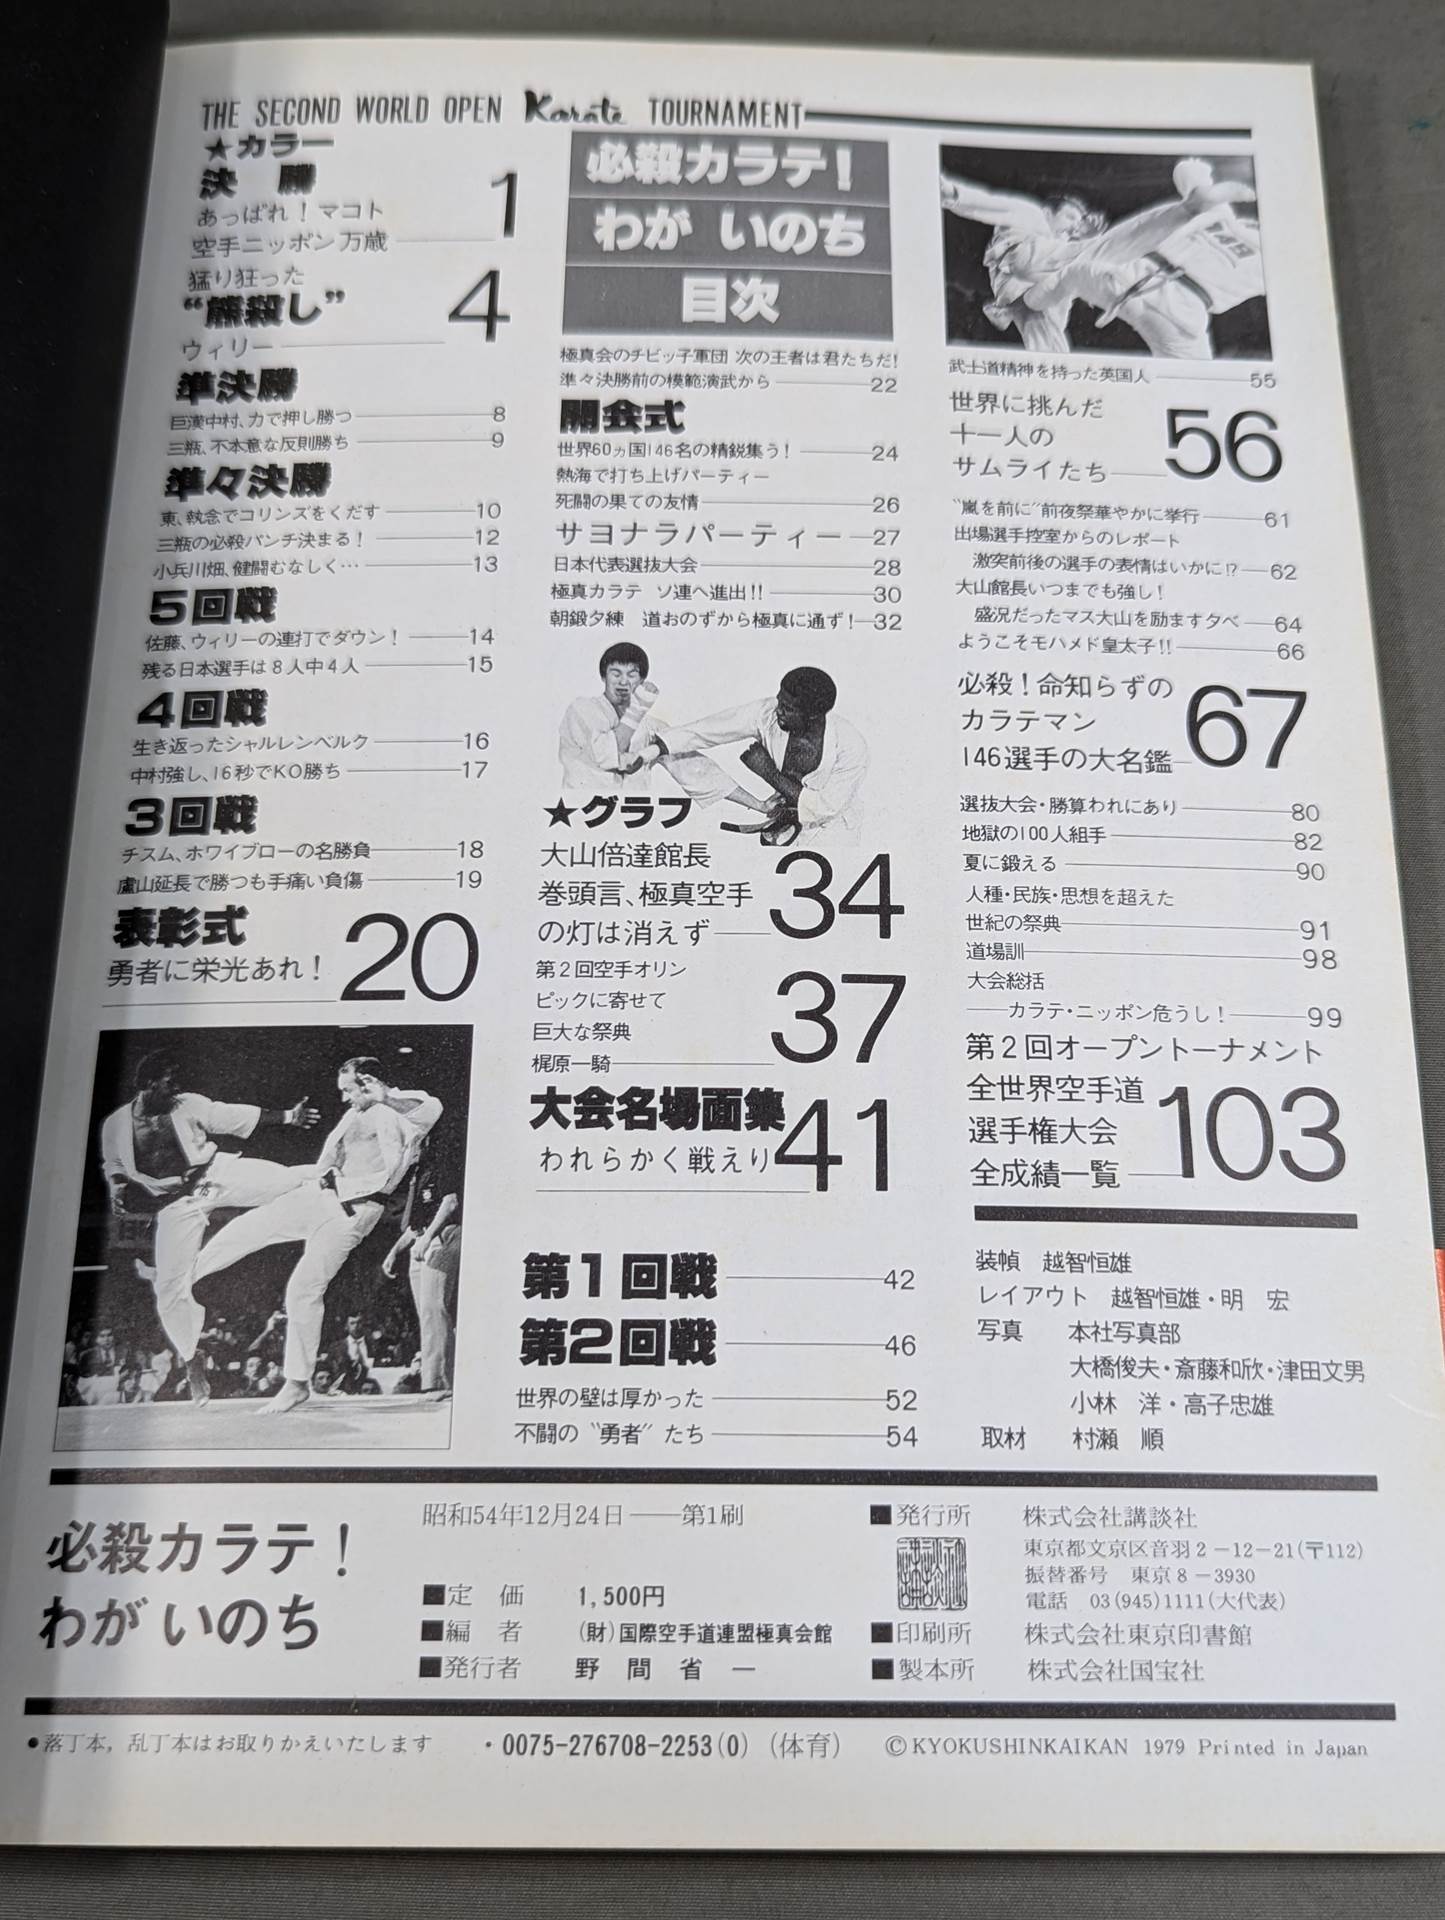 THE SECOND WORLD OPEN Karate TOURNAMENT
★カラー
決 勝
あっぱれ！マコト
空手ニッポン万歳 1
猛り狂った
“熊殺し”
ウィリー 4
準決勝
巨漢中村、力で押し勝つ 8
三瓶、不本意な反則勝ち 9
準々決勝
東、執念でコリンズをくだす 10
三瓶の必殺パンチ決まる！ 12
小兵川畑、健闘むなしく… 13
5回戦
佐藤、ウィリーの連打でダウン！ 14
残る日本選手は8人中4人 15
4回戦
生き返ったシャルレンベルク 16
中村強し、16秒でKO勝ち 17
3回戦
チスム、ホワイブローの名勝負 18
盧山延長で勝つも手痛い負傷 19
表彰式
勇者に栄光あれ！ 20
必殺カラテ！
わが いのち
目次
極真会のチビッ子軍団 次の王者は君たちだ！
準々決勝前の模範演武から 22
開会式
世界60ヵ国146名の精鋭集う！ 24
熱海で打ち上げパーティー
死闘の果ての友情 26
サヨナラパーティー 27
日本代表選抜大会 28
極真カラテ ソ連へ進出!! 30
朝鍛夕練 道おのずから極真に通ず！ 32
★グラフ
大山倍達館長
巻頭言、極真空手
の灯は消えず 34
第2回空手オリン
ピックに寄せて
巨大な祭典
梶原一騎 37
大会名場面集
われらかく戦えり 41
第1回戦 42
第2回戦 46
世界の壁は厚かった 52
不闘の〝勇者〟たち 54
武士道精神を持った英国人 55
世界に挑んだ
十一人の
サムライたち 56
〝嵐を前に〟前夜祭華やかに挙行 61
出場選手控室からのレポート
激突前後の選手の表情はいかに!? 62
大山館長いつまでも強し！
盛況だったマス大山を励ます夕べ 64
ようこそモハメド皇太子!! 66
必殺！命知らずの
カラテマン
146選手の大名鑑 67
選抜大会・勝算われにあり 80
地獄の100人組手 82
夏に鍛える 90
人種・民族・思想を超えた
世紀の祭典 91
道場訓 98
大会総括
──カラテ・ニッポン危うし！ 99
第2回オープントーナメント
全世界空手道
選手権大会
全成績一覧 103
装幀 越智恒雄
レイアウト 越智恒雄・明 宏
写真 本社写真部
大橋俊夫・斎藤和欣・津田文男
小林 洋・高子忠雄
取材 村瀬 順
必殺カラテ！
わが いのち
昭和54年12月24日──第1刷
■定 価 1,500円
■編 者 (財)国際空手道連盟極真会館
■発行者 野 間 省 一
■発行所 株式会社講談社
東京都文京区音羽2－12－21(〒112)
振替番号 東京8－3930
電話 03(945)1111(大代表)
■印刷所 株式会社東京印書館
■製本所 株式会社国宝社
●落丁本，乱丁本はお取りかえいたします
・0075-276708-2253(0) (体育)
©KYOKUSHINKAIKAN 1979 Printed in Japan